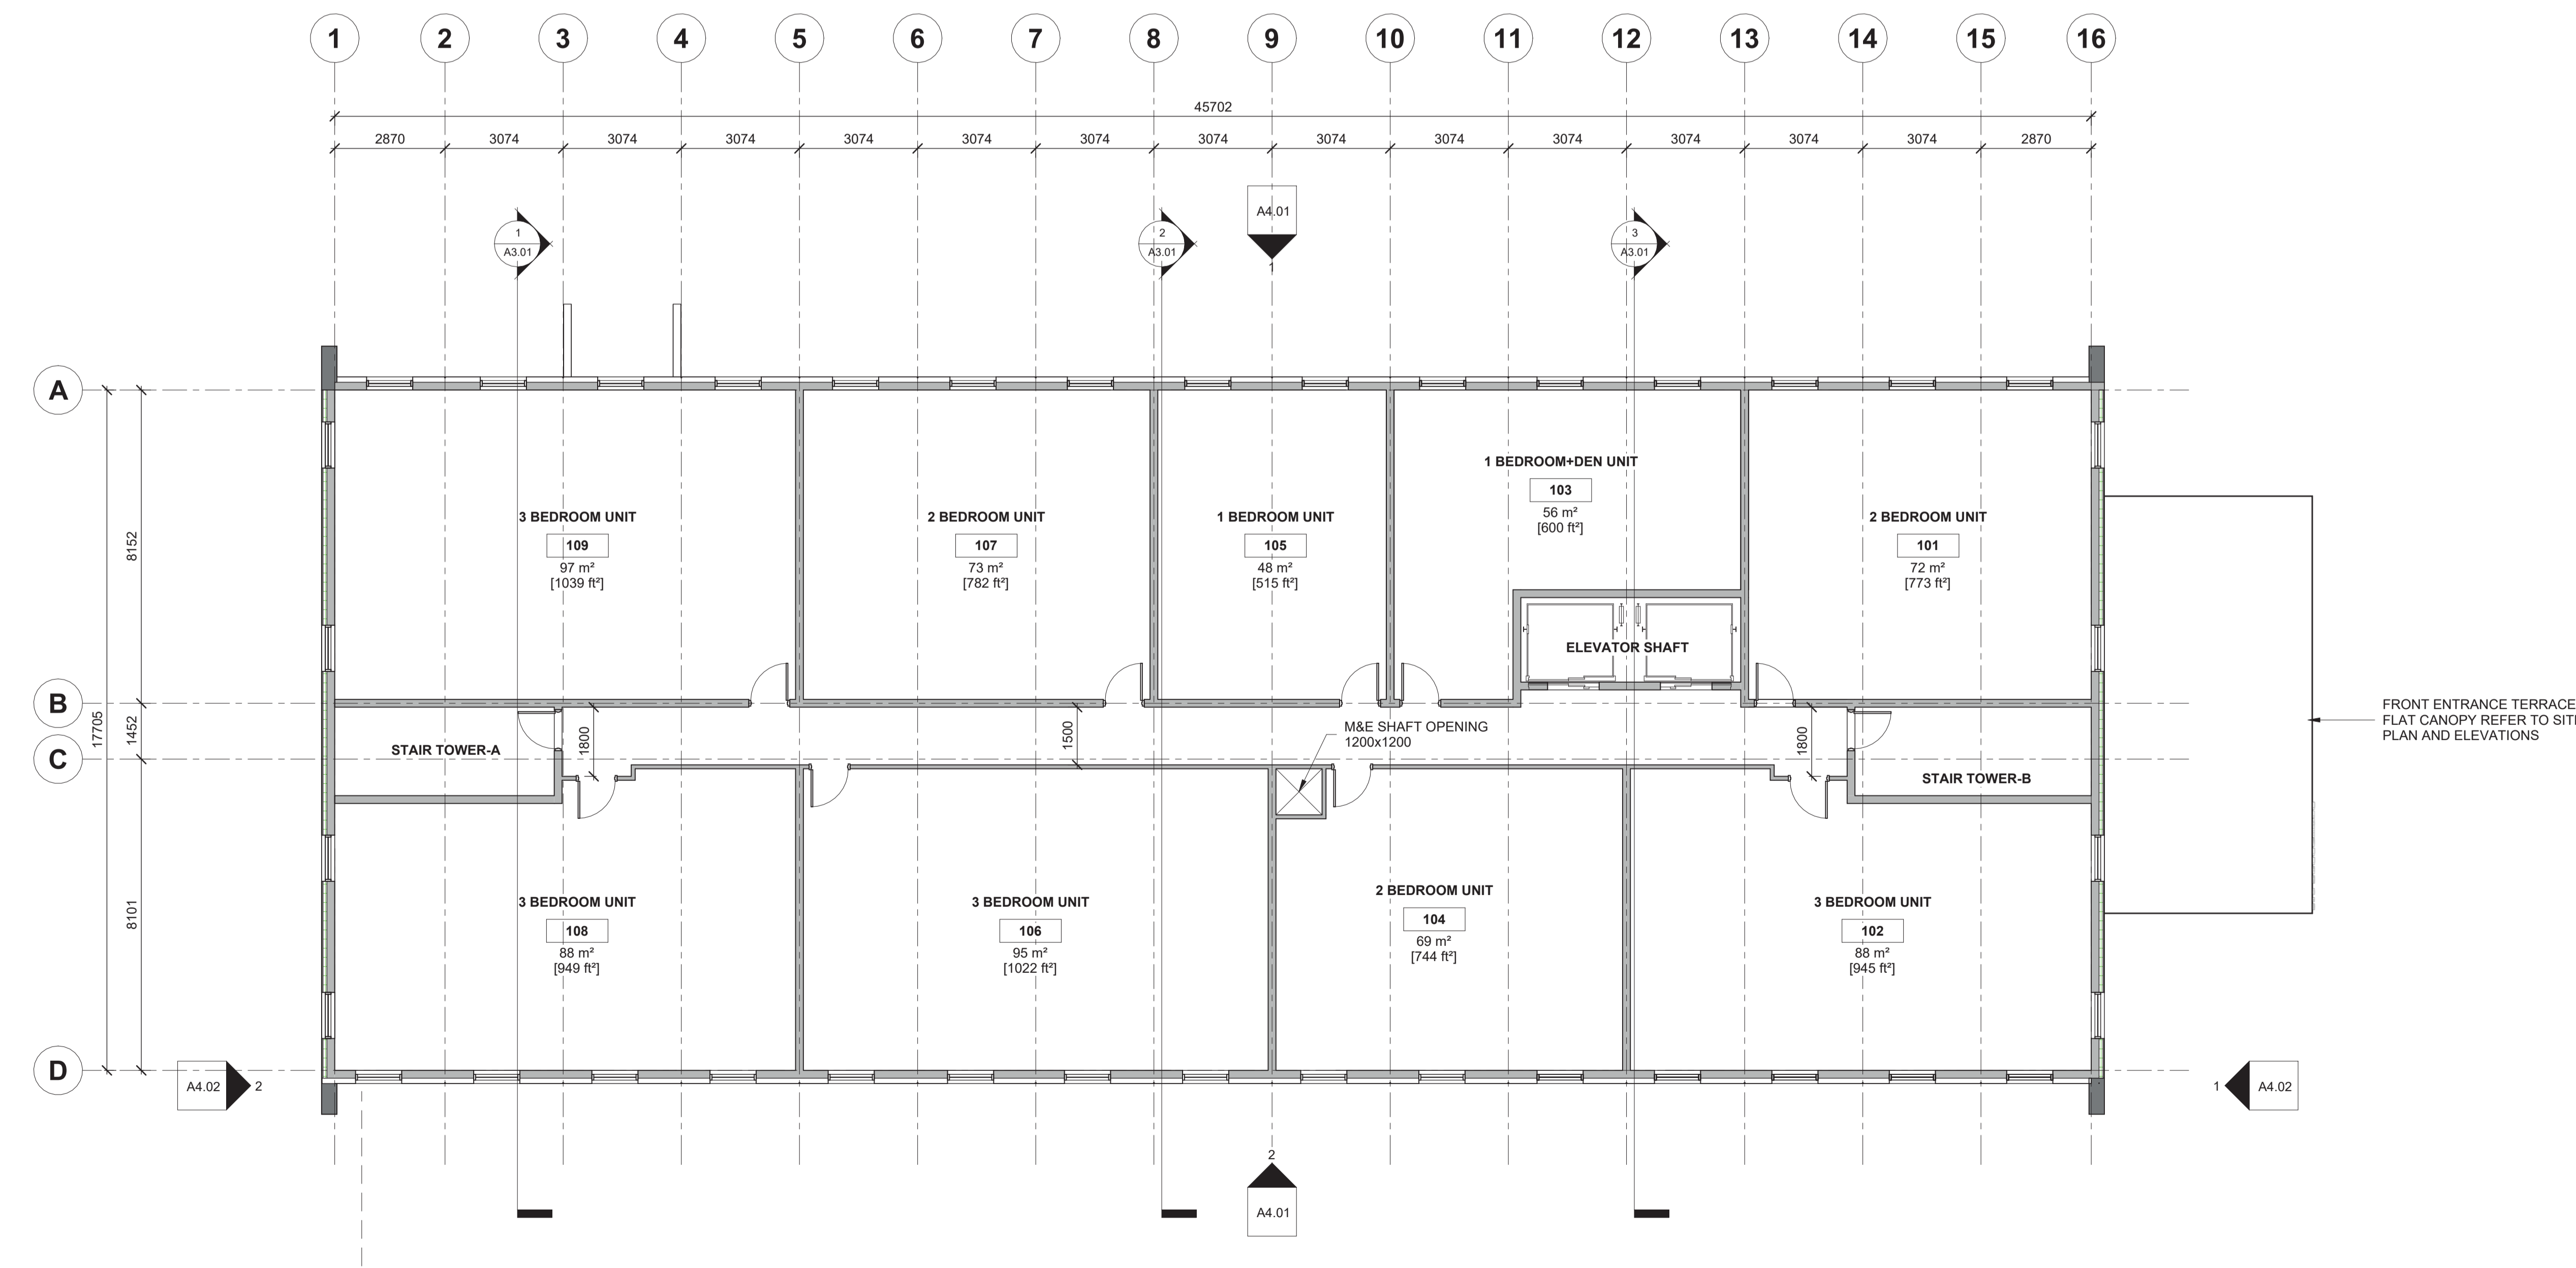 1 2 3 4 5 6 7 8 9 10 11 12 13 14 15 16
45702
2870 3074 3074 3074 3074 3074 3074 3074 3074 3074 3074 3074 3074 3074 2870
A4.01
1
1
A3.01
2
A3.01
3
A3.01
A
B
C
D
17705
8152
1452
8101
3 BEDROOM UNIT
109
97 m²
[1039 ft²]
2 BEDROOM UNIT
107
73 m²
[782 ft²]
1 BEDROOM UNIT
105
48 m²
[515 ft²]
1 BEDROOM+DEN UNIT
103
56 m²
[600 ft²]
2 BEDROOM UNIT
101
72 m²
[773 ft²]
ELEVATOR SHAFT
STAIR TOWER-A
1800
1500
M&E SHAFT OPENING
1200x1200
1800
STAIR TOWER-B
FRONT ENTRANCE TERRACE
FLAT CANOPY REFER TO SIT
PLAN AND ELEVATIONS
3 BEDROOM UNIT
108
88 m²
[949 ft²]
3 BEDROOM UNIT
106
95 m²
[1022 ft²]
2 BEDROOM UNIT
104
69 m²
[744 ft²]
3 BEDROOM UNIT
102
88 m²
[945 ft²]
A4.02 2
1 A4.02
2
A4.01